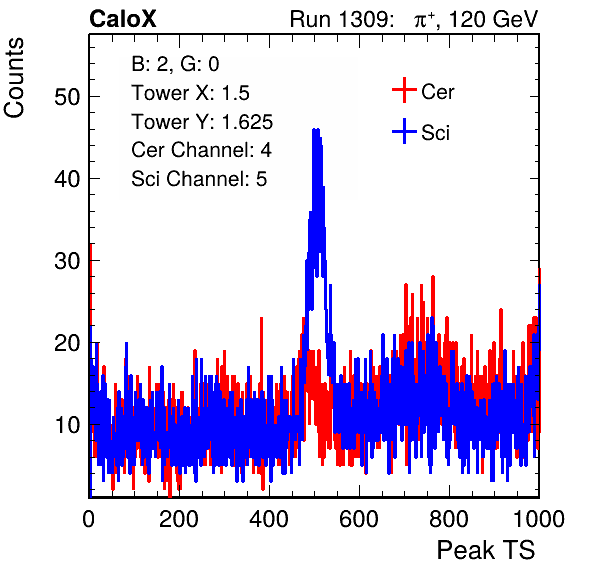 CaloX Run 1309: π⁺, 120 GeV
Counts
B: 2, G: 0
Tower X: 1.5
Tower Y: 1.625
Cer Channel: 4
Sci Channel: 5
Cer
Sci
50
40
30
20
10
0 200 400 600 800 1000
Peak TS